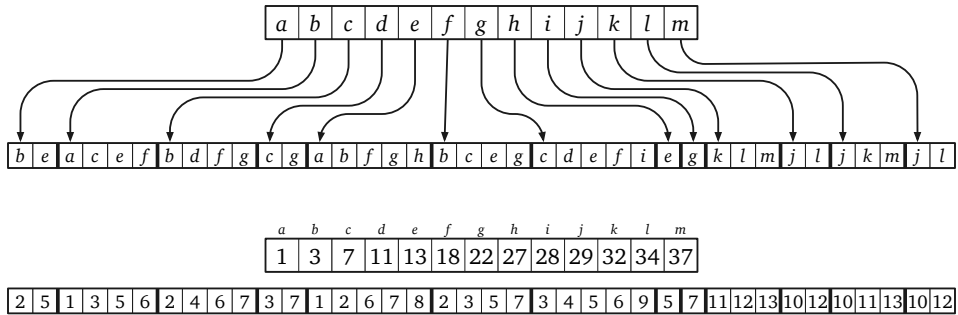 a b c d e f g h i j k l m
b e a c e f b d f g c g a b f g h b c e g c d e f i e g k l m j l j k m j l
a b c d e f g h i j k l m
1 3 7 11 13 18 22 27 28 29 32 34 37
2 5 1 3 5 6 2 4 6 7 3 7 1 2 6 7 8 2 3 5 7 3 4 5 6 9 5 7 11 12 13 10 12 10 11 13 10 12